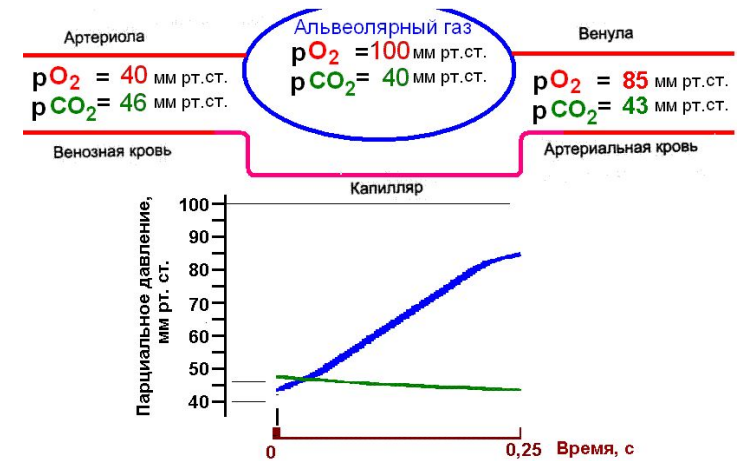 Артериола
Альвеолярный газ
Венула
pO2 = 40 мм рт.ст.
pCO2= 46 мм рт.ст.
pO2 =100 мм рт.ст.
pCO2= 40 мм рт.ст.
pO2 = 85 мм рт.ст.
pCO2= 43 мм рт.ст.
Венозная кровь
Артериальная кровь
Капилляр
Парциальное давление,
мм рт. ст.
100
90
80
70
60
50
40
0
0,25
Время, с